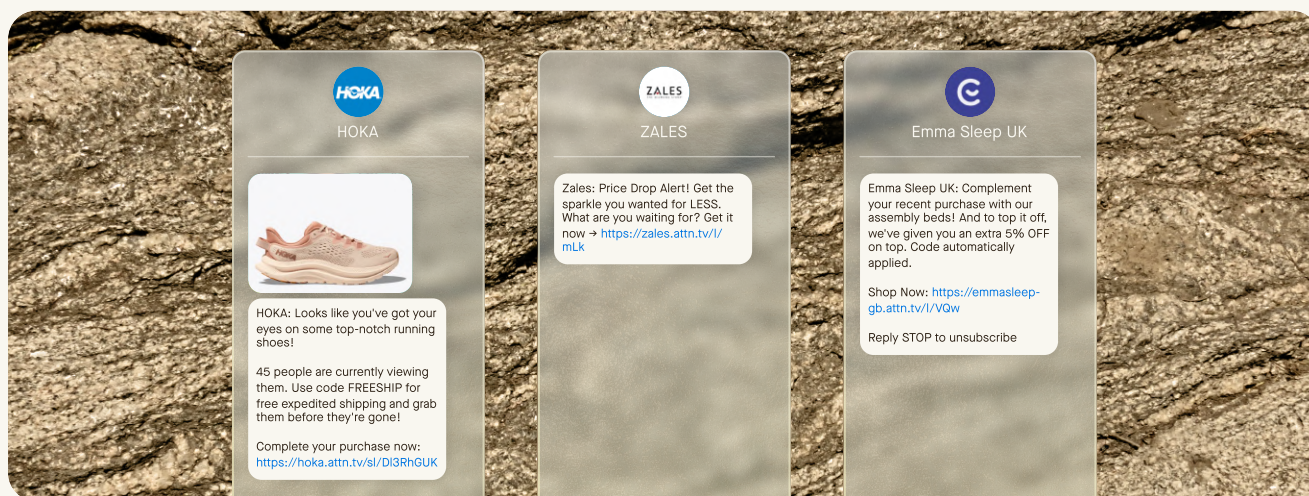 HOKA
HOKA
HOKA
HOKA: Looks like you've got your
eyes on some top-notch running
shoes!
45 people are currently viewing
them. Use code FREESHIP for
free expedited shipping and grab
them before they're gone!
Complete your purchase now:
https://hoka.attn.tv/sl/Dl3RhGUK
ZALES
ZALES
Zales: Price Drop Alert! Get the
sparkle you wanted for LESS.
What are you waiting for? Get it
now → https://zales.attn.tv/l/
mLk
Emma Sleep UK
Emma Sleep UK: Complement
your recent purchase with our
assembly beds! And to top it off,
we've given you an extra 5% OFF
on top. Code automatically
applied.
Shop Now: https://emmasleep-
gb.attn.tv/l/VQw
Reply STOP to unsubscribe